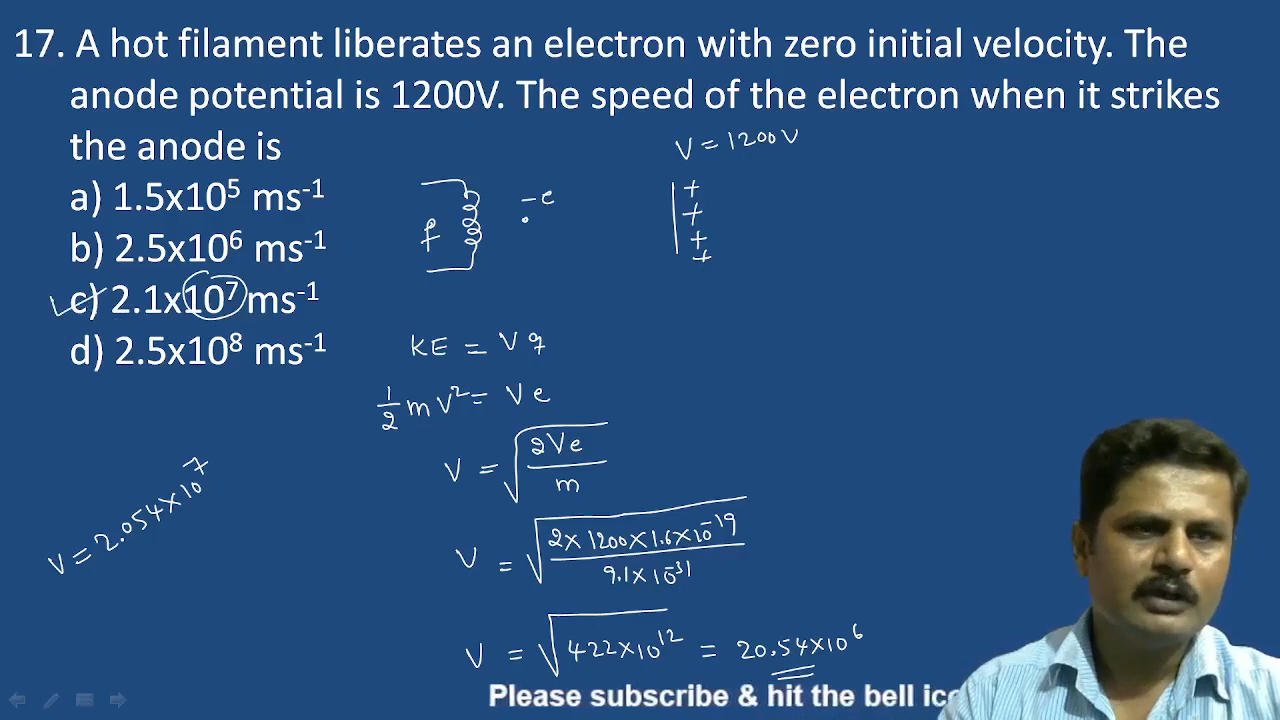 17. A hot filament liberates an electron with zero initial velocity. The
anode potential is 1200V. The speed of the electron when it strikes
the anode is
V = 1200 V
a) 1.5x10⁵ ms⁻¹
b) 2.5x10⁶ ms⁻¹
c) 2.1x10⁷ ms⁻¹
d) 2.5x10⁸ ms⁻¹
f
-e
+
+
+
+
KE = Vq
1/2 mv² = Ve
V = √(2Ve/m)
V = √(2×1200×1.6×10⁻¹⁹/9.1×10⁻³¹)
V = √(422×10¹²) = 20.54×10⁶
V = 2.054×10⁷
Please subscribe & hit the bell ico